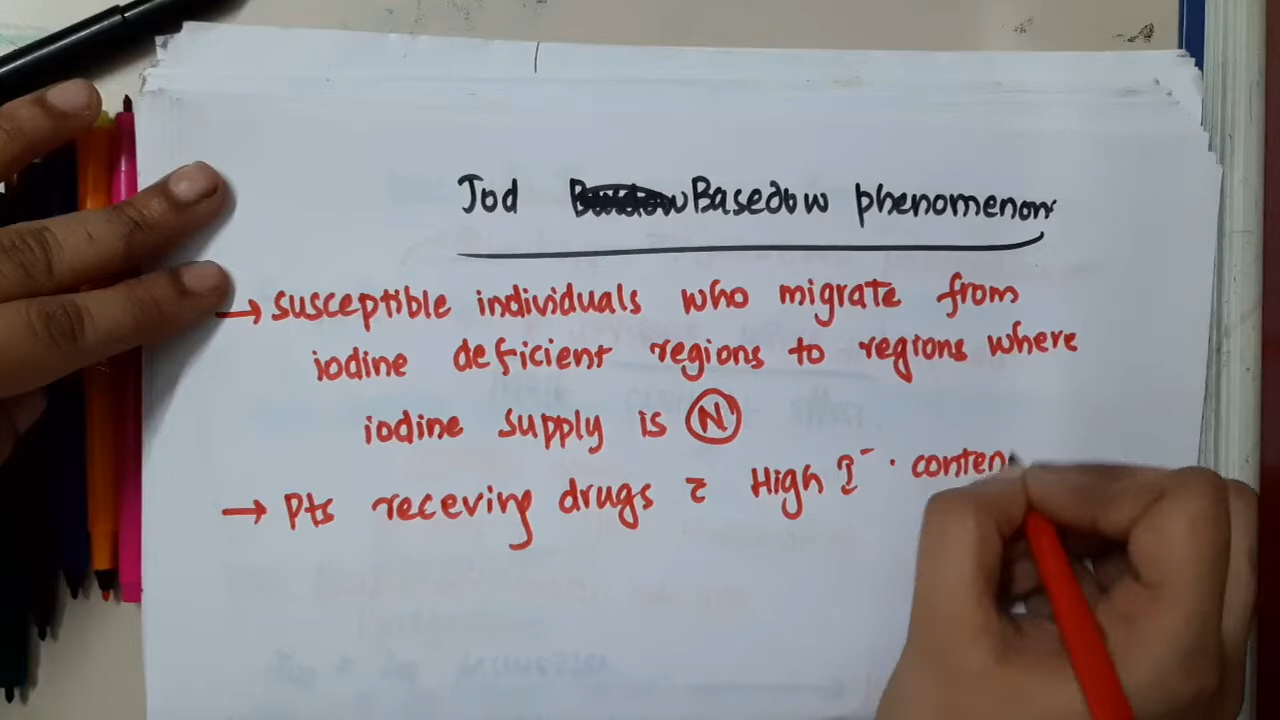 Jod Basedow phenomenon
→ susceptible individuals who migrate from
iodine deficient regions to regions where
iodine supply is N
→ Pts receving drugs c High I⁻ conten